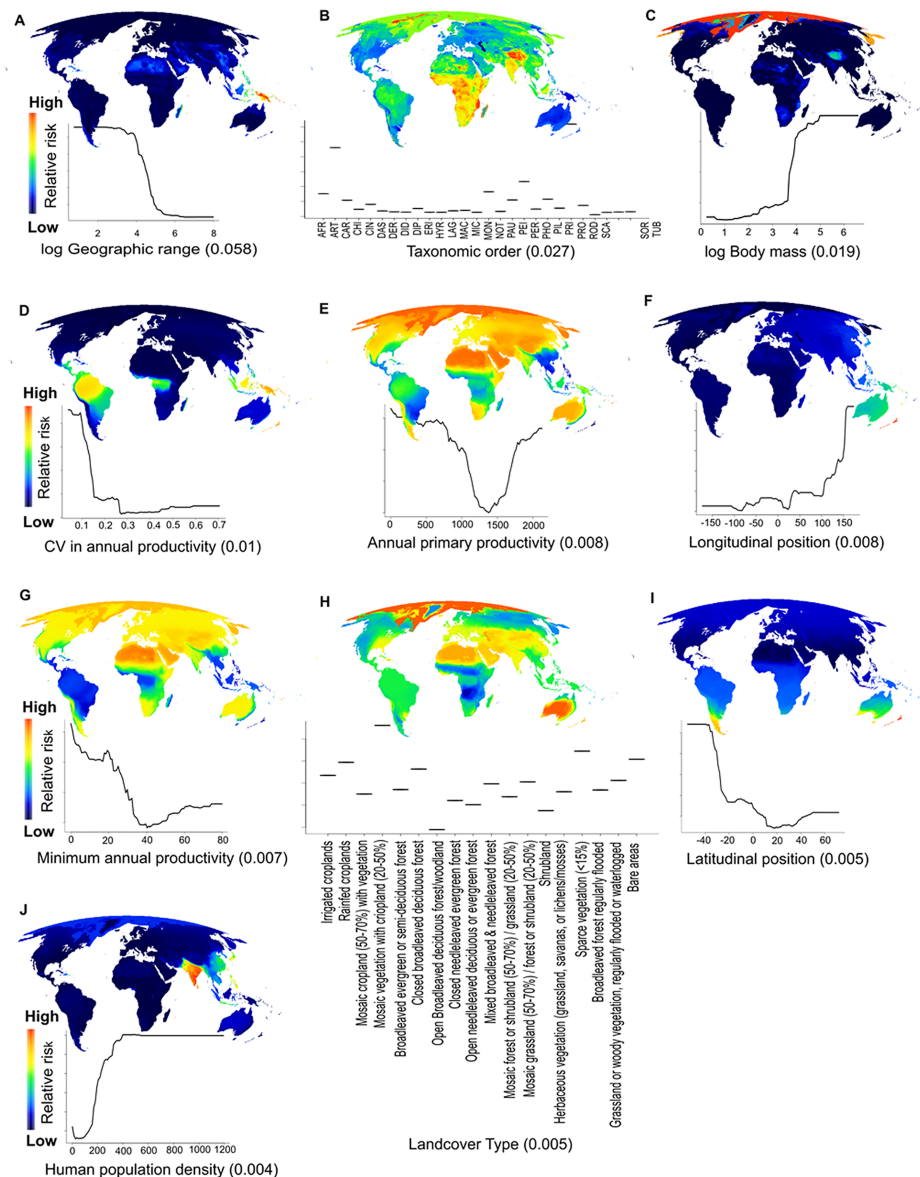 A
B
C
High
Relative risk
Low
0 2 4 6 8
log Geographic range (0.058)
AFR
ART
CAR
CHI
CIN
DAS
DER
DID
DIP
ERI
HYR
LAG
MAC
MIC
MON
NOT
PAU
PEI
PER
PHO
PIL
PRI
PRO
ROD
SCA
SOR
TUB
Taxonomic order (0.027)
0 1 2 3 4 5 6
log Body mass (0.019)
D
E
F
High
Relative risk
Low
0.1 0.2 0.3 0.4 0.5 0.6 0.7
CV in annual productivity (0.01)
0 500 1000 1500 2000
Annual primary productivity (0.008)
-150 -100 -50 0 50 100 150
Longitudinal position (0.008)
G
H
I
High
Relative risk
Low
0 20 40 60 80
Minimum annual productivity (0.007)
Irrigated croplands
Rainfed croplands
Mosaic cropland (50-70%) with vegetation
Mosaic vegetation with criopland (20-50%)
Broadleaved evergreen or semi-deciduous forest
Closed broadleaved deciduous forest
Open Broadleaved deciduous forest/woodland
Closed needleleaved evergreen forest
Open needleleaved deciduous or evergreen forest
Mixed broadleaved & needleleaved forest
Mosaic forest or shrubland (50-70%) / grassland (20-50%)
Mosaic grassland (50-70%) / forest or shrubland (20-50%)
Shrubland
Herbaceous vegetation (grassland, savanas, or lichens/mosses)
Sparce vegetation (<15%)
Broadleaved forest regularly flooded
Grassland or woody vegetation, regularly flooded or waterlogged
Bare areas
Landcover Type (0.005)
-40 -20 0 20 40 60
Latitudinal position (0.005)
J
High
Relative risk
Low
0 200 400 600 800 1000 1200
Human population density (0.004)